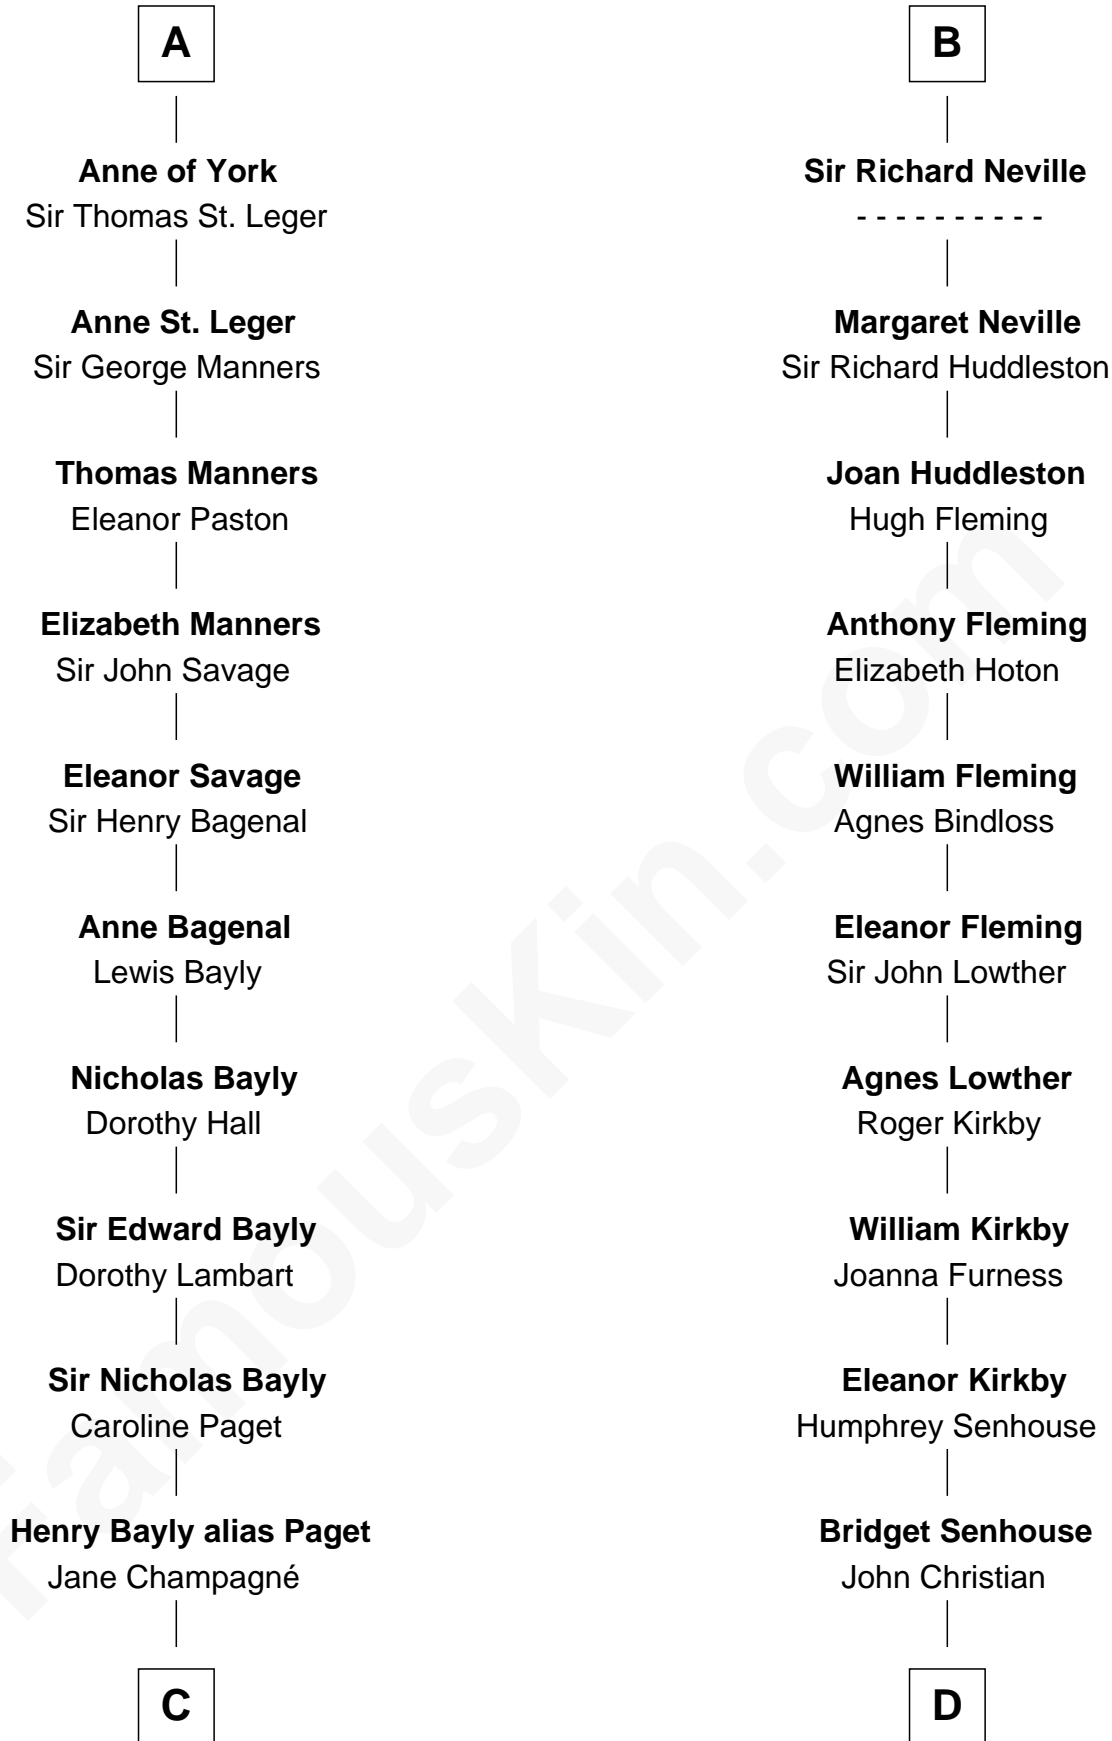 A
Anne of York
Sir Thomas St. Leger
Anne St. Leger
Sir George Manners
Thomas Manners
Eleanor Paston
Elizabeth Manners
Sir John Savage
Eleanor Savage
Sir Henry Bagenal
Anne Bagenal
Lewis Bayly
Nicholas Bayly
Dorothy Hall
Sir Edward Bayly
Dorothy Lambart
Sir Nicholas Bayly
Caroline Paget
Henry Bayly alias Paget
Jane Champagné
C
B
Sir Richard Neville
- - - - - - - - - -
Margaret Neville
Sir Richard Huddleston
Joan Huddleston
Hugh Fleming
Anthony Fleming
Elizabeth Hoton
William Fleming
Agnes Bindloss
Eleanor Fleming
Sir John Lowther
Agnes Lowther
Roger Kirkby
William Kirkby
Joanna Furness
Eleanor Kirkby
Humphrey Senhouse
Bridget Senhouse
John Christian
D
FamousKin.com